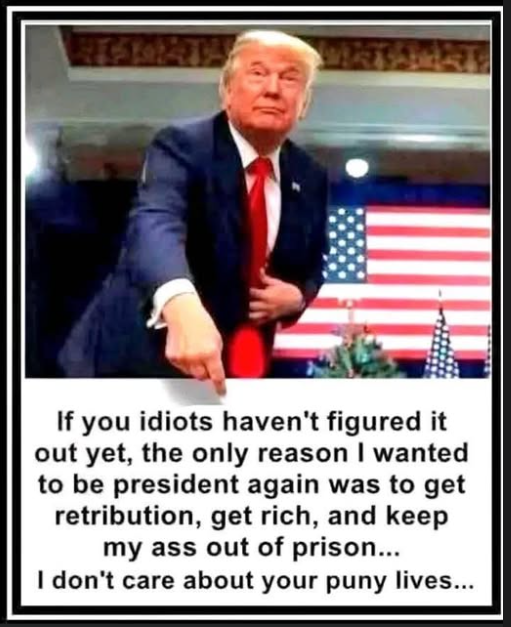 If you idiots haven't figured it
out yet, the only reason I wanted
to be president again was to get
retribution, get rich, and keep
my ass out of prison...
I don't care about your puny lives...